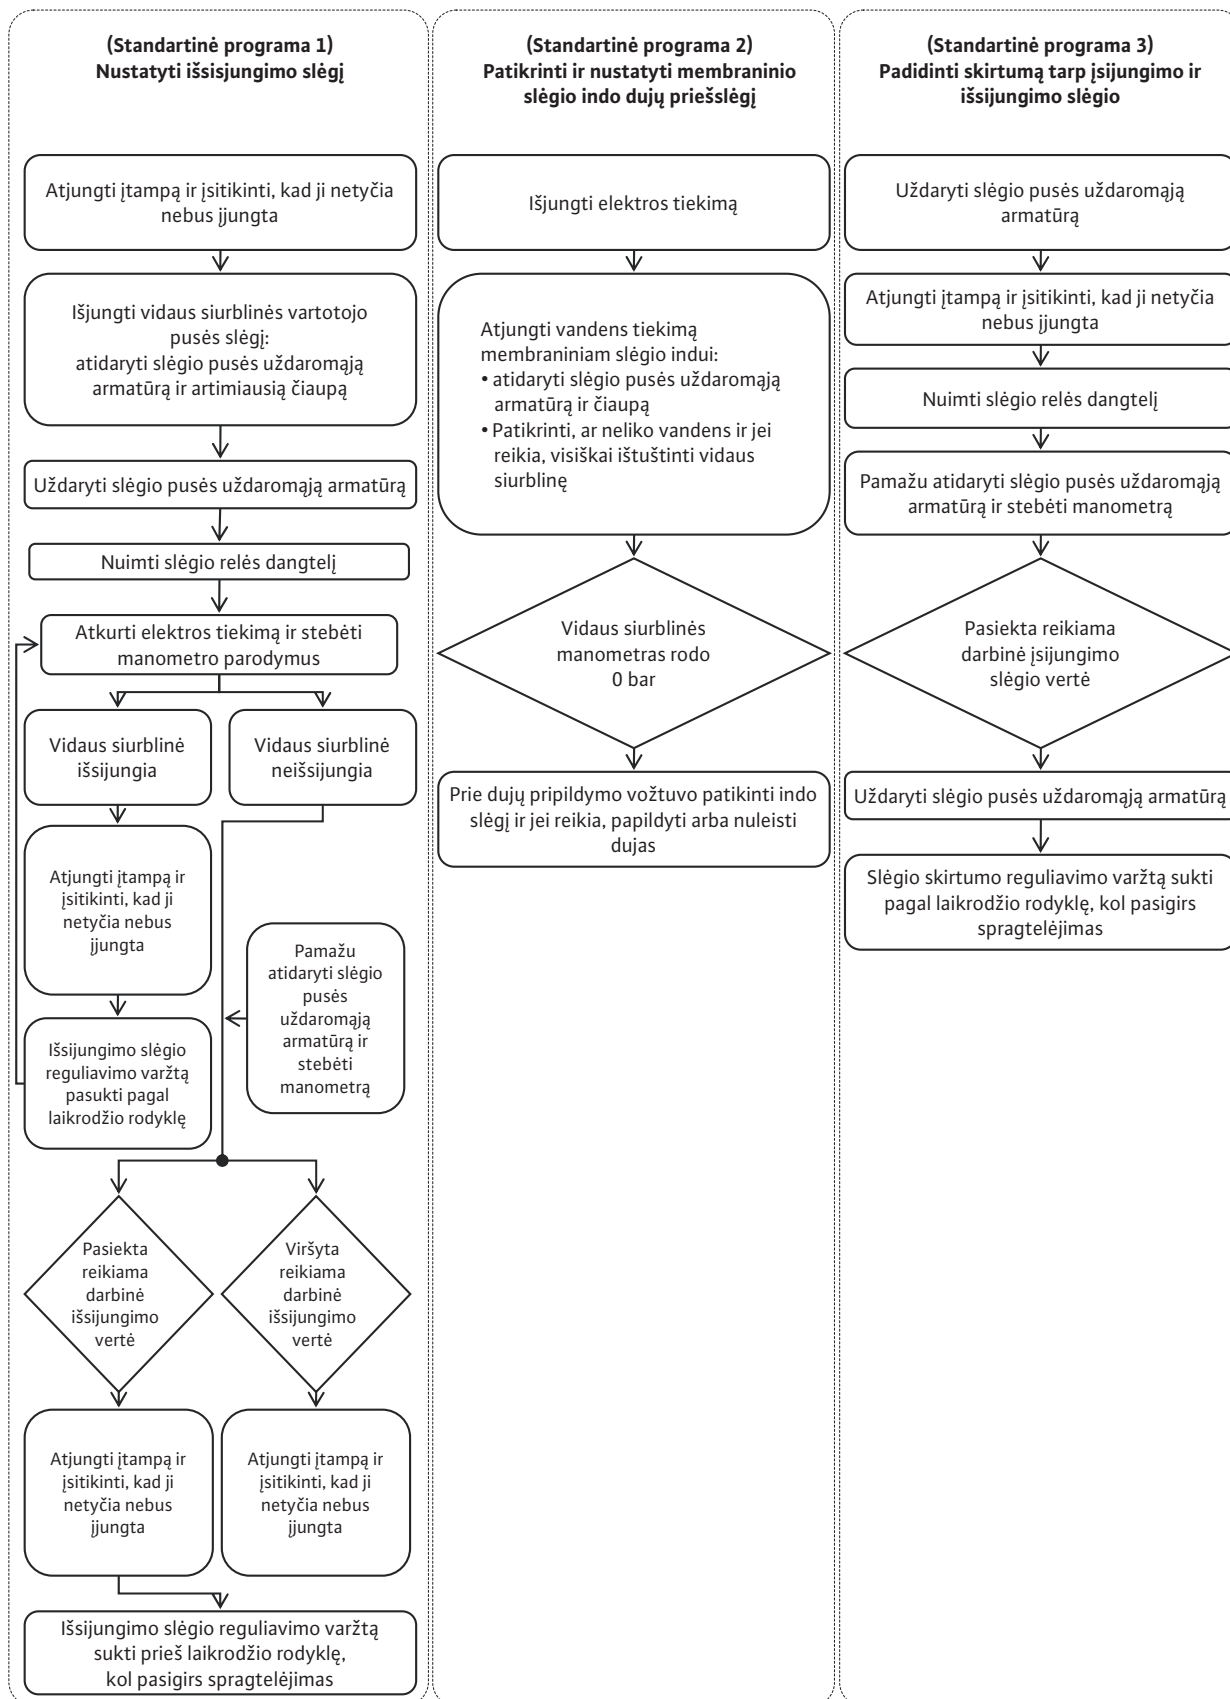 (Standartinė programa 1)
Nustatyti išsisjungimo slėgį
Atjungti įtampą ir įsitikinti, kad ji netyčia
nebus įjungta
Išjungti vidaus siurblinės vartotojo
pusės slėgį:
atidaryti slėgio pusės uždaromąją
armatūrą ir artimiausią čiaupą
Uždaryti slėgio pusės uždaromąją armatūrą
Nuimti slėgio relės dangtelį
Atkurti elektros tiekimą ir stebėti
manometro parodymus
Vidaus siurblinė
išsijungia
Vidaus siurblinė
neišsijungia
Atjungti įtampą ir
įsitikinti, kad ji
netyčia nebus
įjungta
Pamažu
atidaryti slėgio
pusės
uždaromąją
armatūrą ir
stebėti
manometrą
Išsijungimo slėgio
reguliavimo varžtą
pasukti pagal
laikrodžio rodyklę
Pasiekta
reikiama
darbinė
išsijungimo
vertė
Viršyta
reikiama
darbinė
išsijungimo
vertė
Atjungti įtampą ir
įsitikinti, kad ji
netyčia nebus
įjungta
Atjungti įtampą ir
įsitikinti, kad ji
netyčia nebus
įjungta
Išsijungimo slėgio reguliavimo varžtą
sukti prieš laikrodžio rodyklę,
kol pasigirs spragtelėjimas
(Standartinė programa 2)
Patikrinti ir nustatyti membraninio
slėgio indo dujų priešslėgį
Išjungti elektros tiekimą
Atjungti vandens tiekimą
membraniniam slėgio indui:
• atidaryti slėgio pusės uždaromąją
armatūrą ir čiaupą
• Patikrinti, ar neliko vandens ir jei
reikia, visiškai ištuštinti vidaus
siurblinę
Vidaus siurblinės
manometras rodo
0 bar
Prie dujų pripildymo vožtuvo patikinti indo
slėgį ir jei reikia, papildyti arba nuleisti
dujas
(Standartinė programa 3)
Padidinti skirtumą tarp įsijungimo ir
išsijungimo slėgio
Uždaryti slėgio pusės uždaromąją
armatūrą
Atjungti įtampą ir įsitikinti, kad ji netyčia
nebus įjungta
Nuimti slėgio relės dangtelį
Pamažu atidaryti slėgio pusės uždaromąją
armatūrą ir stebėti manometrą
Pasiekta reikiama
darbinė įsijungimo
slėgio vertė
Uždaryti slėgio pusės uždaromąją armatūrą
Slėgio skirtumo reguliavimo varžtą sukti
pagal laikrodžio rodyklę, kol pasigirs
spragtelėjimas